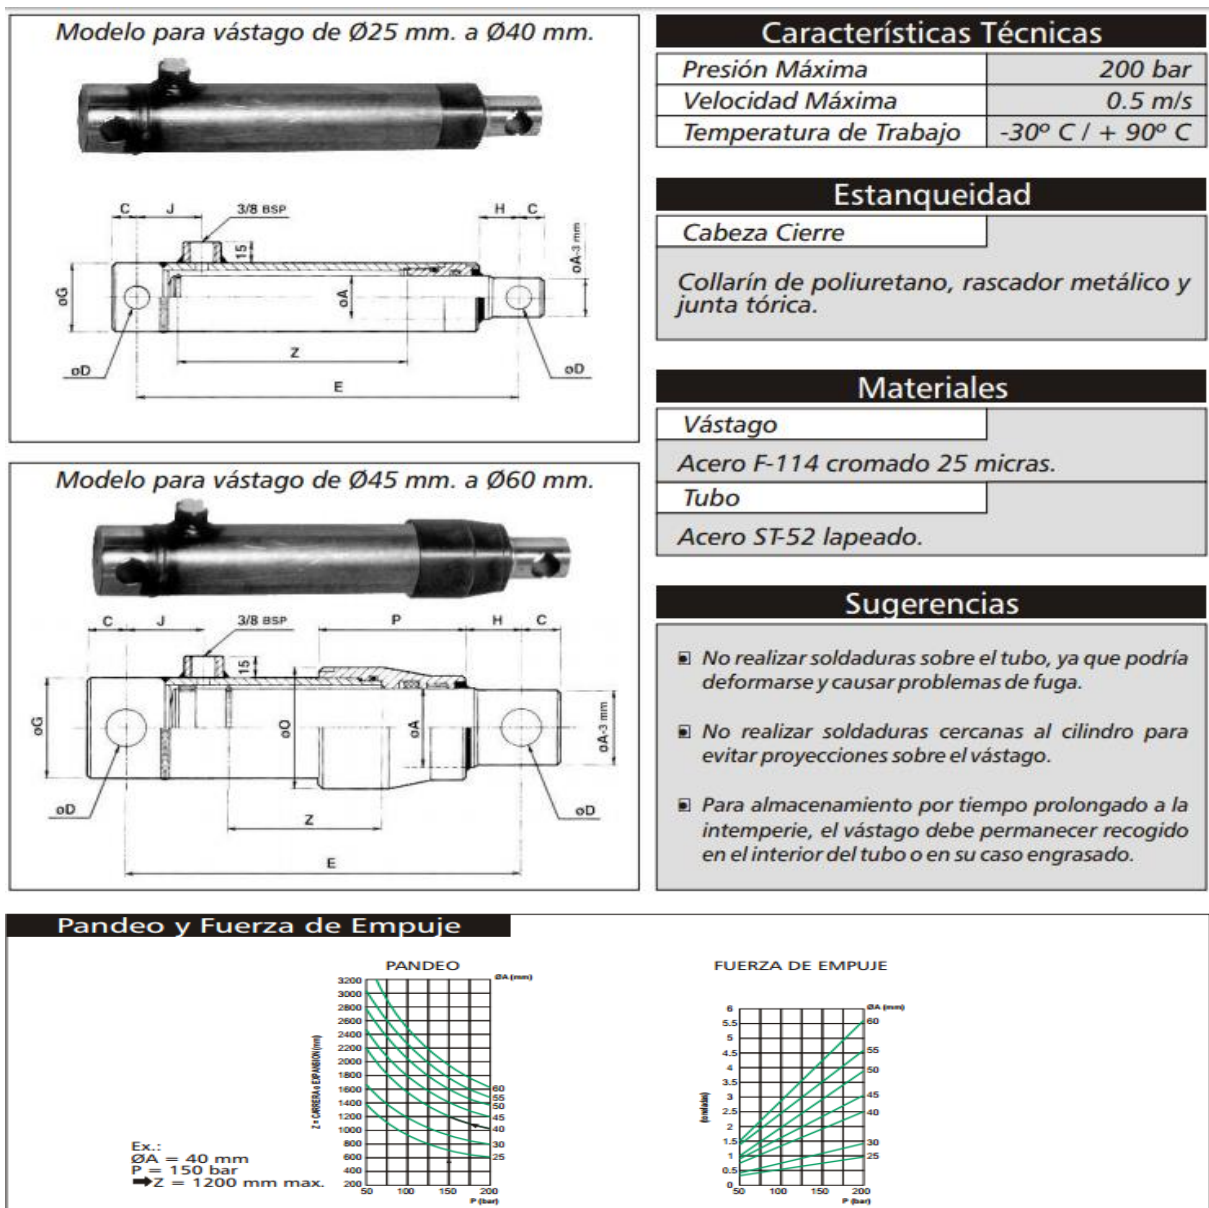 Modelo para vástago de Ø25 mm. a Ø40 mm.
C
J
3/8 BSP
H
C
15
øA-3 mm
øG
øA
Z
øD
øD
E
Modelo para vástago de Ø45 mm. a Ø60 mm.
C
J
3/8 BSP
P
H
C
15
øG
øO
øA
øA-3 mm
øD
øD
Z
E
Características Técnicas
Presión Máxima 200 bar
Velocidad Máxima 0.5 m/s
Temperatura de Trabajo -30º C / + 90º C
Estanqueidad
Cabeza Cierre
Collarín de poliuretano, rascador metálico y
junta tórica.
Materiales
Vástago
Acero F-114 cromado 25 micras.
Tubo
Acero ST-52 lapeado.
Sugerencias
No realizar soldaduras sobre el tubo, ya que podría
deformarse y causar problemas de fuga.
No realizar soldaduras cercanas al cilindro para
evitar proyecciones sobre el vástago.
Para almacenamiento por tiempo prolongado a la
intemperie, el vástago debe permanecer recogido
en el interior del tubo o en su caso engrasado.
Pandeo y Fuerza de Empuje
Ex.:
ØA = 40 mm
P = 150 bar
➡Z = 1200 mm max.
PANDEO
ØA (mm)
Z = CARRERA o EXPANSION (mm)
3200
3000
2800
2600
2400
2200
2000
1800
1600
1400
1200
1000
800
600
400
200
60
55
50
45
40
30
25
50 100 150 200
P (bar)
FUERZA DE EMPUJE
ØA (mm)
(ondelas)
6
5.5
5
4.5
4
3.5
3
2.5
2
1.5
1
0.5
0
60
55
50
45
40
30
25
50 100 150 200
P (bar)